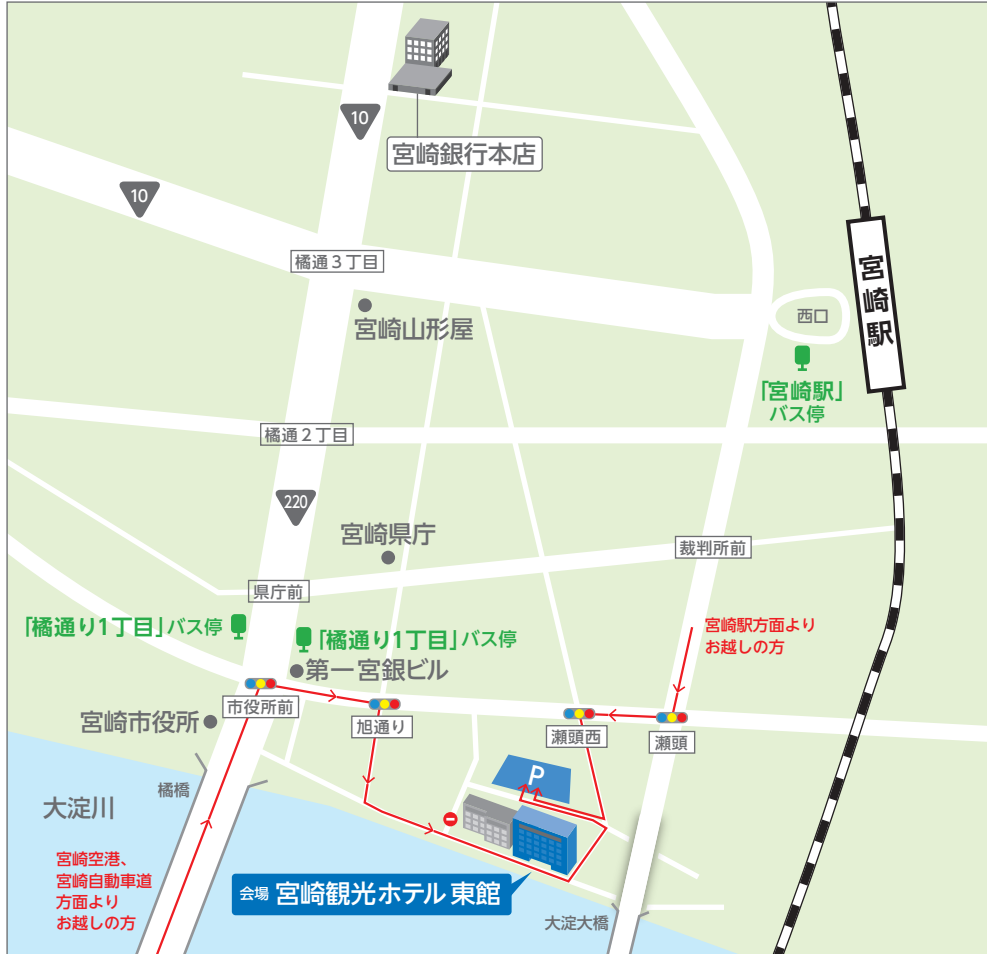 10
宮崎銀行本店
10
橘通3丁目
宮崎山形屋
西口
宮崎駅
「宮崎駅」
バス停
橘通2丁目
220
宮崎県庁
裁判所前
県庁前
「橘通り1丁目」バス停
「橘通り1丁目」バス停
宮崎駅方面より
お越しの方
第一宮銀ビル
市役所前
宮崎市役所
旭通り
瀬頭西
瀬頭
P
橘橋
大淀川
宮崎空港、
宮崎自動車道
方面より
お越しの方
会場 宮崎観光ホテル 東館
大淀大橋